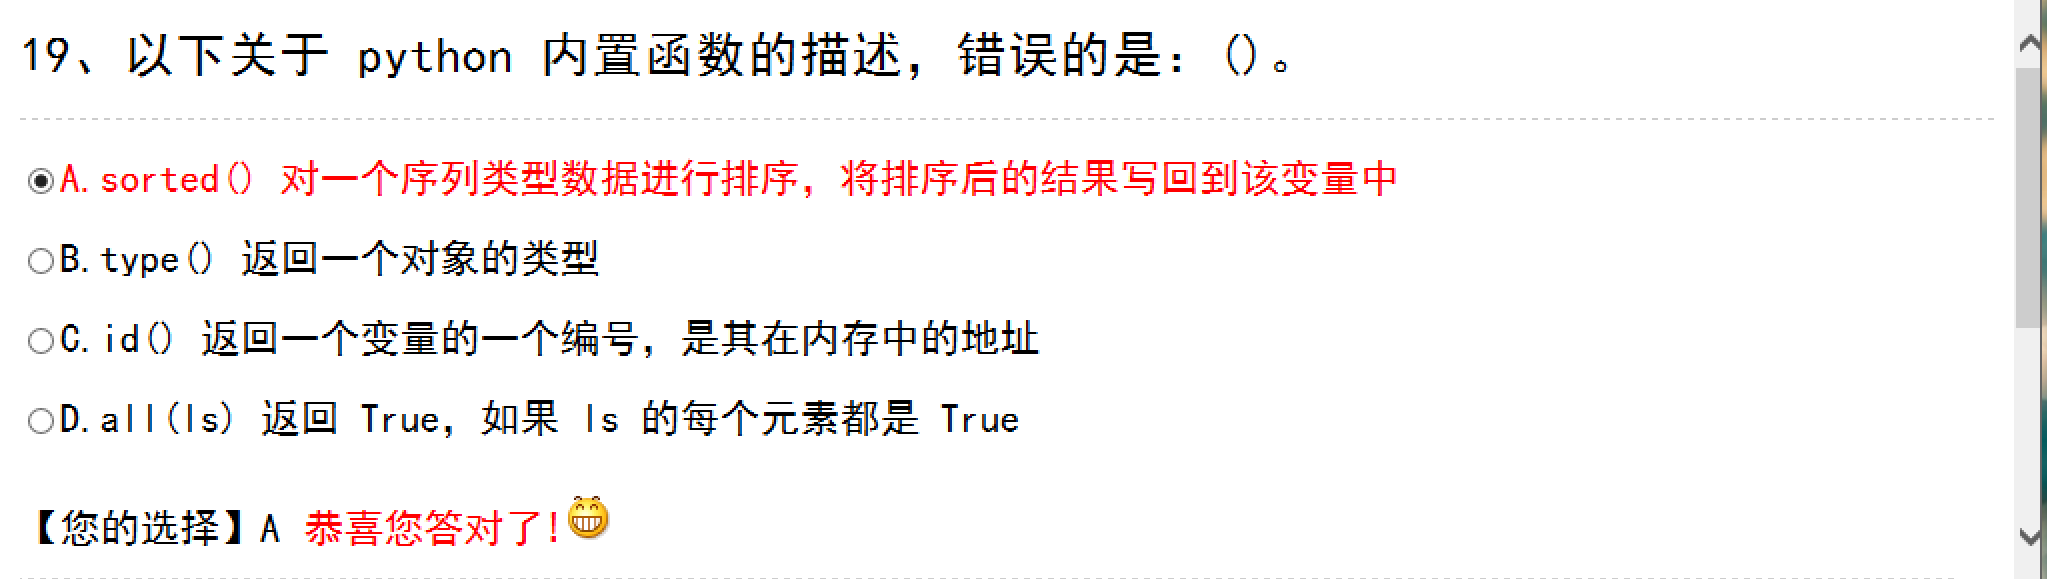 19、以下关于 python 内置函数的描述，错误的是：()。
A.sorted() 对一个序列类型数据进行排序，将排序后的结果写回到该变量中
B.type() 返回一个对象的类型
C.id() 返回一个变量的一个编号，是其在内存中的地址
D.all(ls) 返回 True，如果 ls 的每个元素都是 True
【您的选择】A 恭喜您答对了!